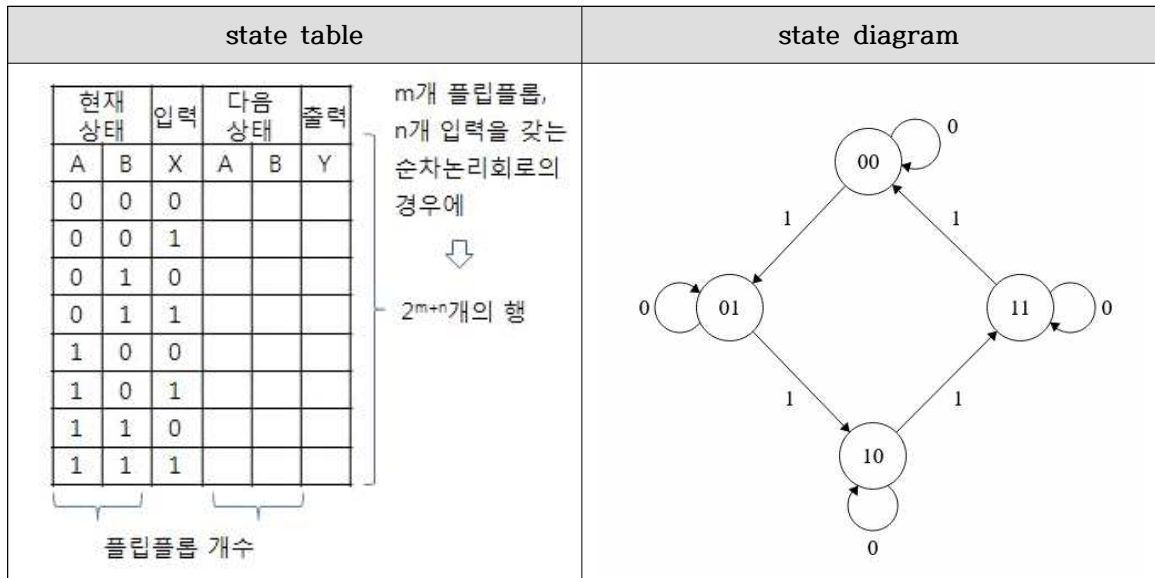 state table
state diagram
현재 상태 입력 다음 상태 출력
A B X A B Y
0 0 0
0 0 1
0 1 0
0 1 1
1 0 0
1 0 1
1 1 0
1 1 1
플립플롭 개수
m개 플립플롭,
n개 입력을 갖는
순차논리회로의
경우에
2ᵐ⁺ⁿ개의 행
0
00
1 1
0 01 11 0
1 1
10
0